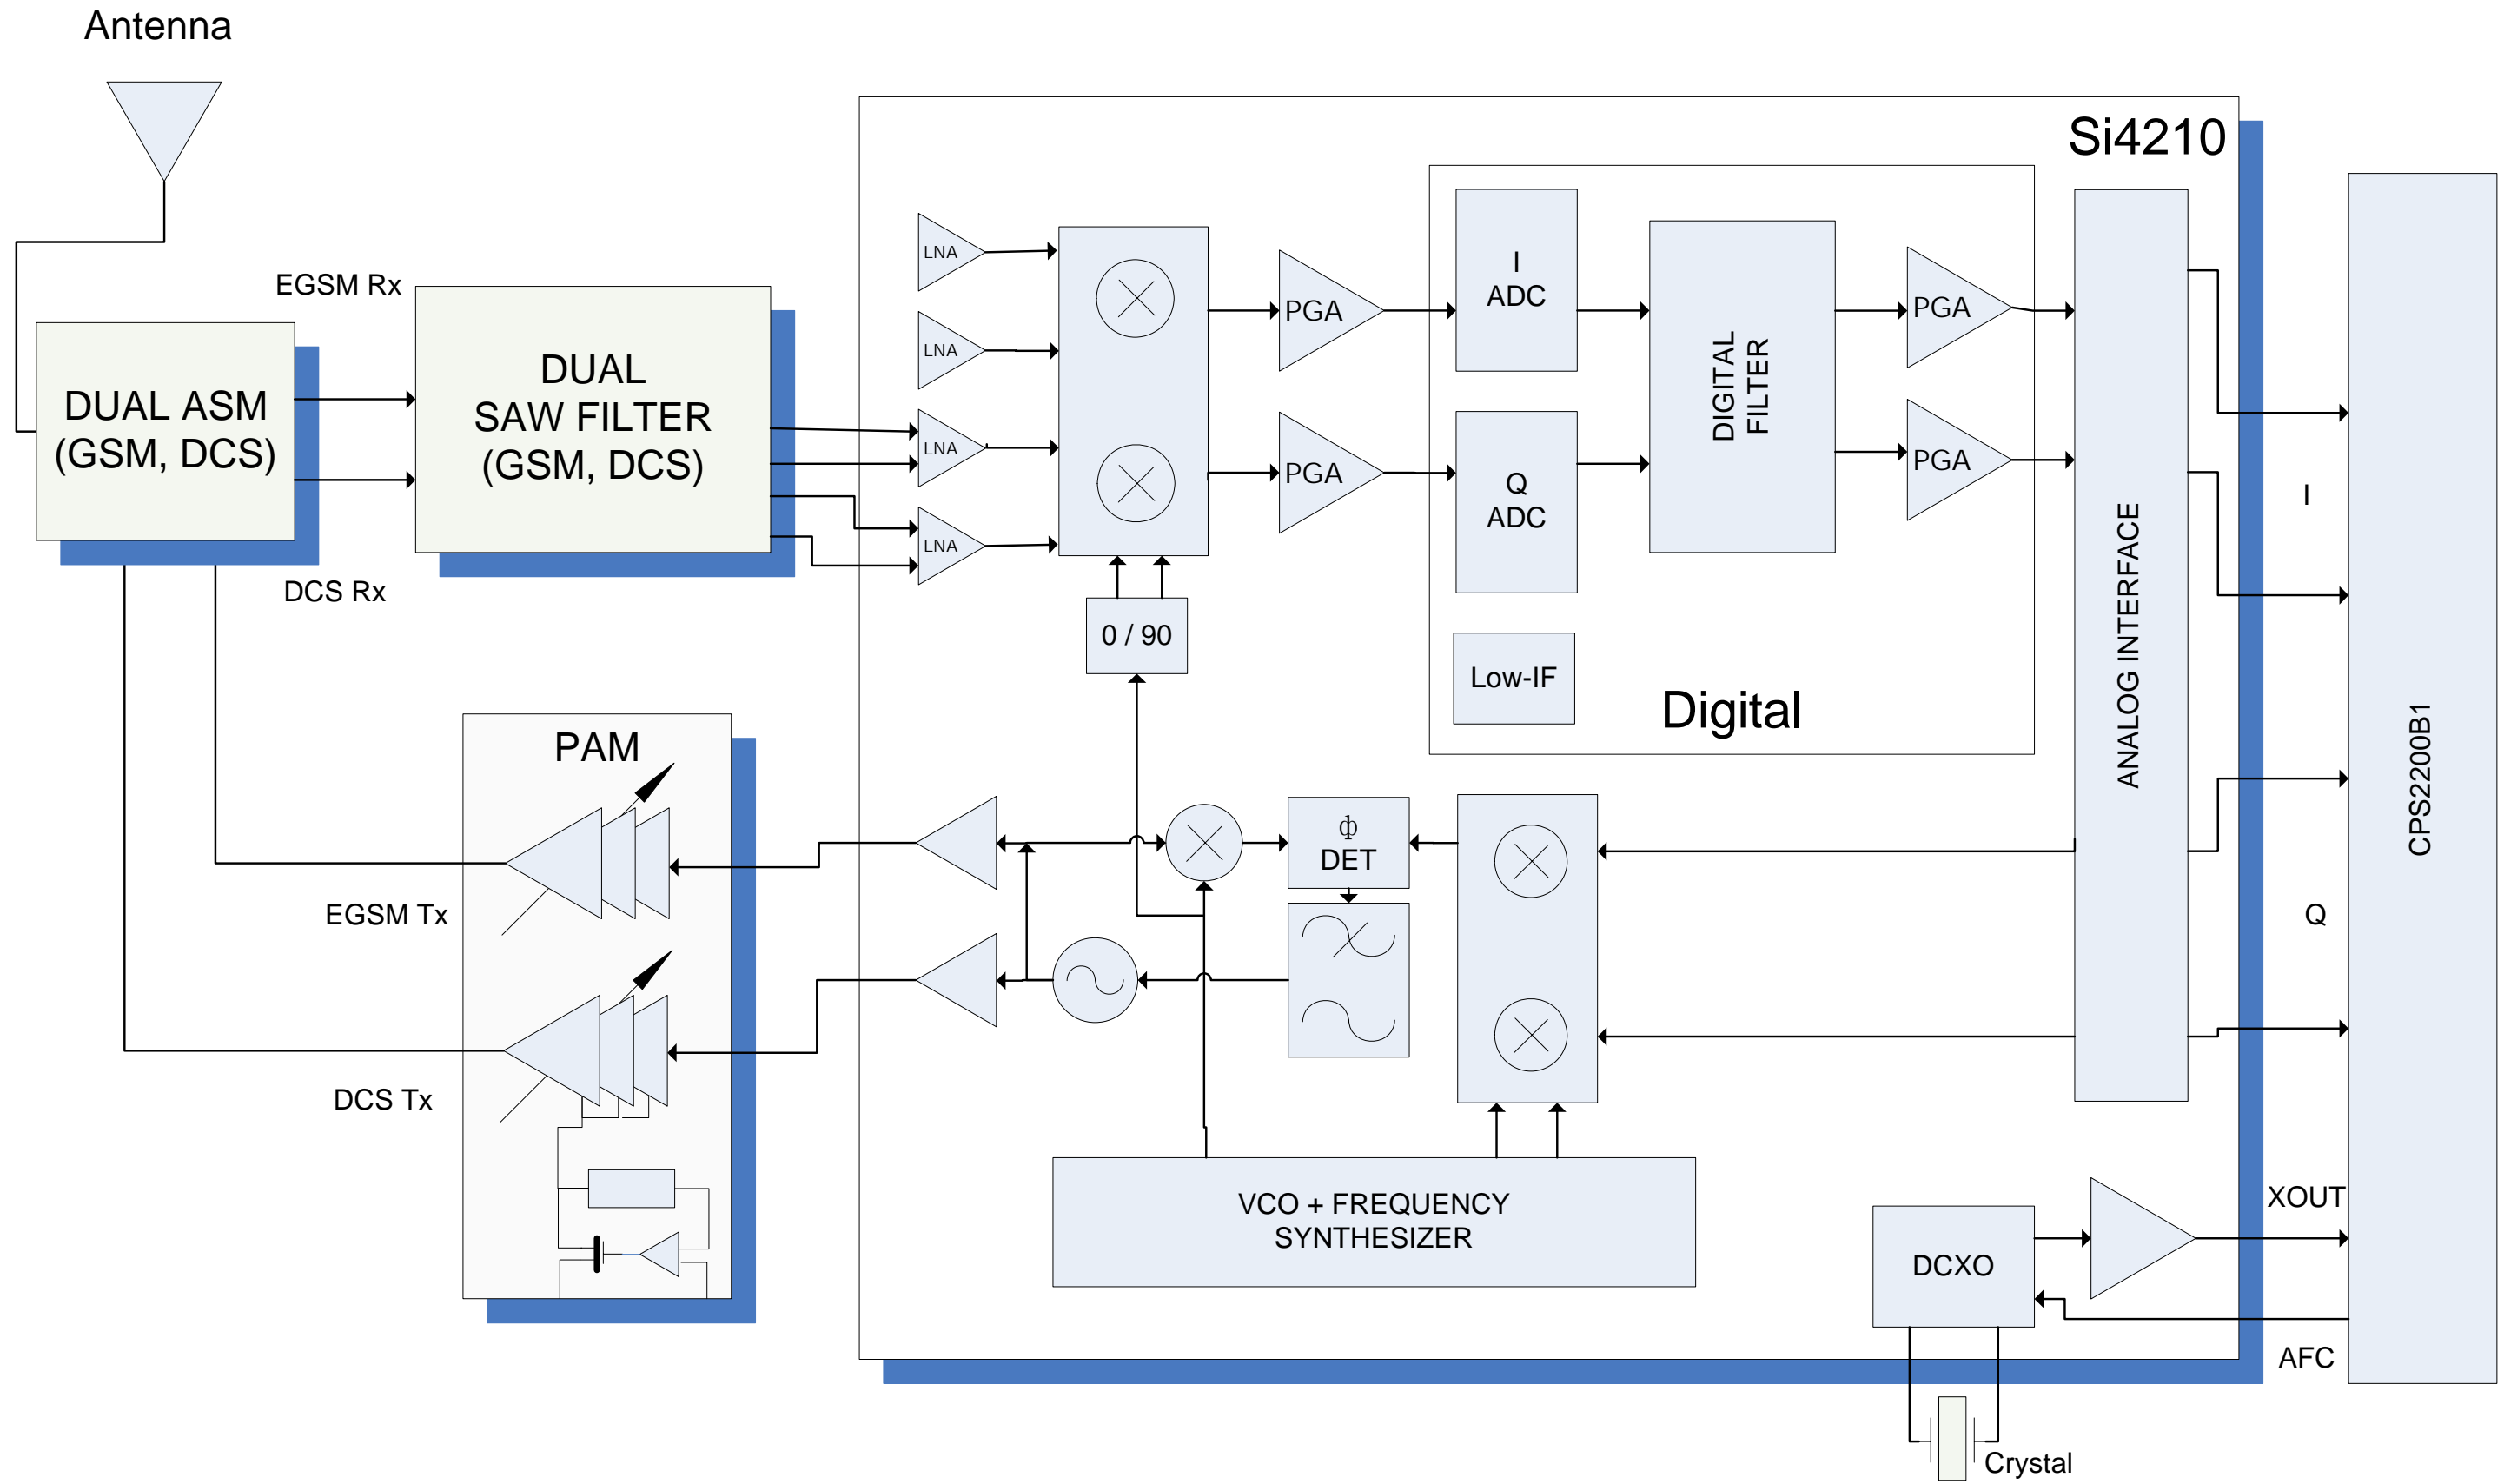 Antenna
Si4210
EGSM Rx
DUAL ASM
(GSM, DCS)
DUAL
SAW FILTER
(GSM, DCS)
DCS Rx
LNA
LNA
LNA
LNA
0 / 90
PGA
PGA
I
ADC
Q
ADC
DIGITAL
FILTER
PGA
PGA
Low-IF
Digital
ANALOG INTERFACE
I
Q
CPS2200B1
PAM
EGSM Tx
DCS Tx
ф
DET
VCO + FREQUENCY
SYNTHESIZER
DCXO
XOUT
AFC
Crystal